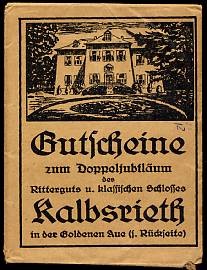 Gutscheine
zum Doppeljubiläum
des
Ritterguts u. klassischen Schlosses
Kalbsrieth
in der Goldenen Aue (s. Rückseite)